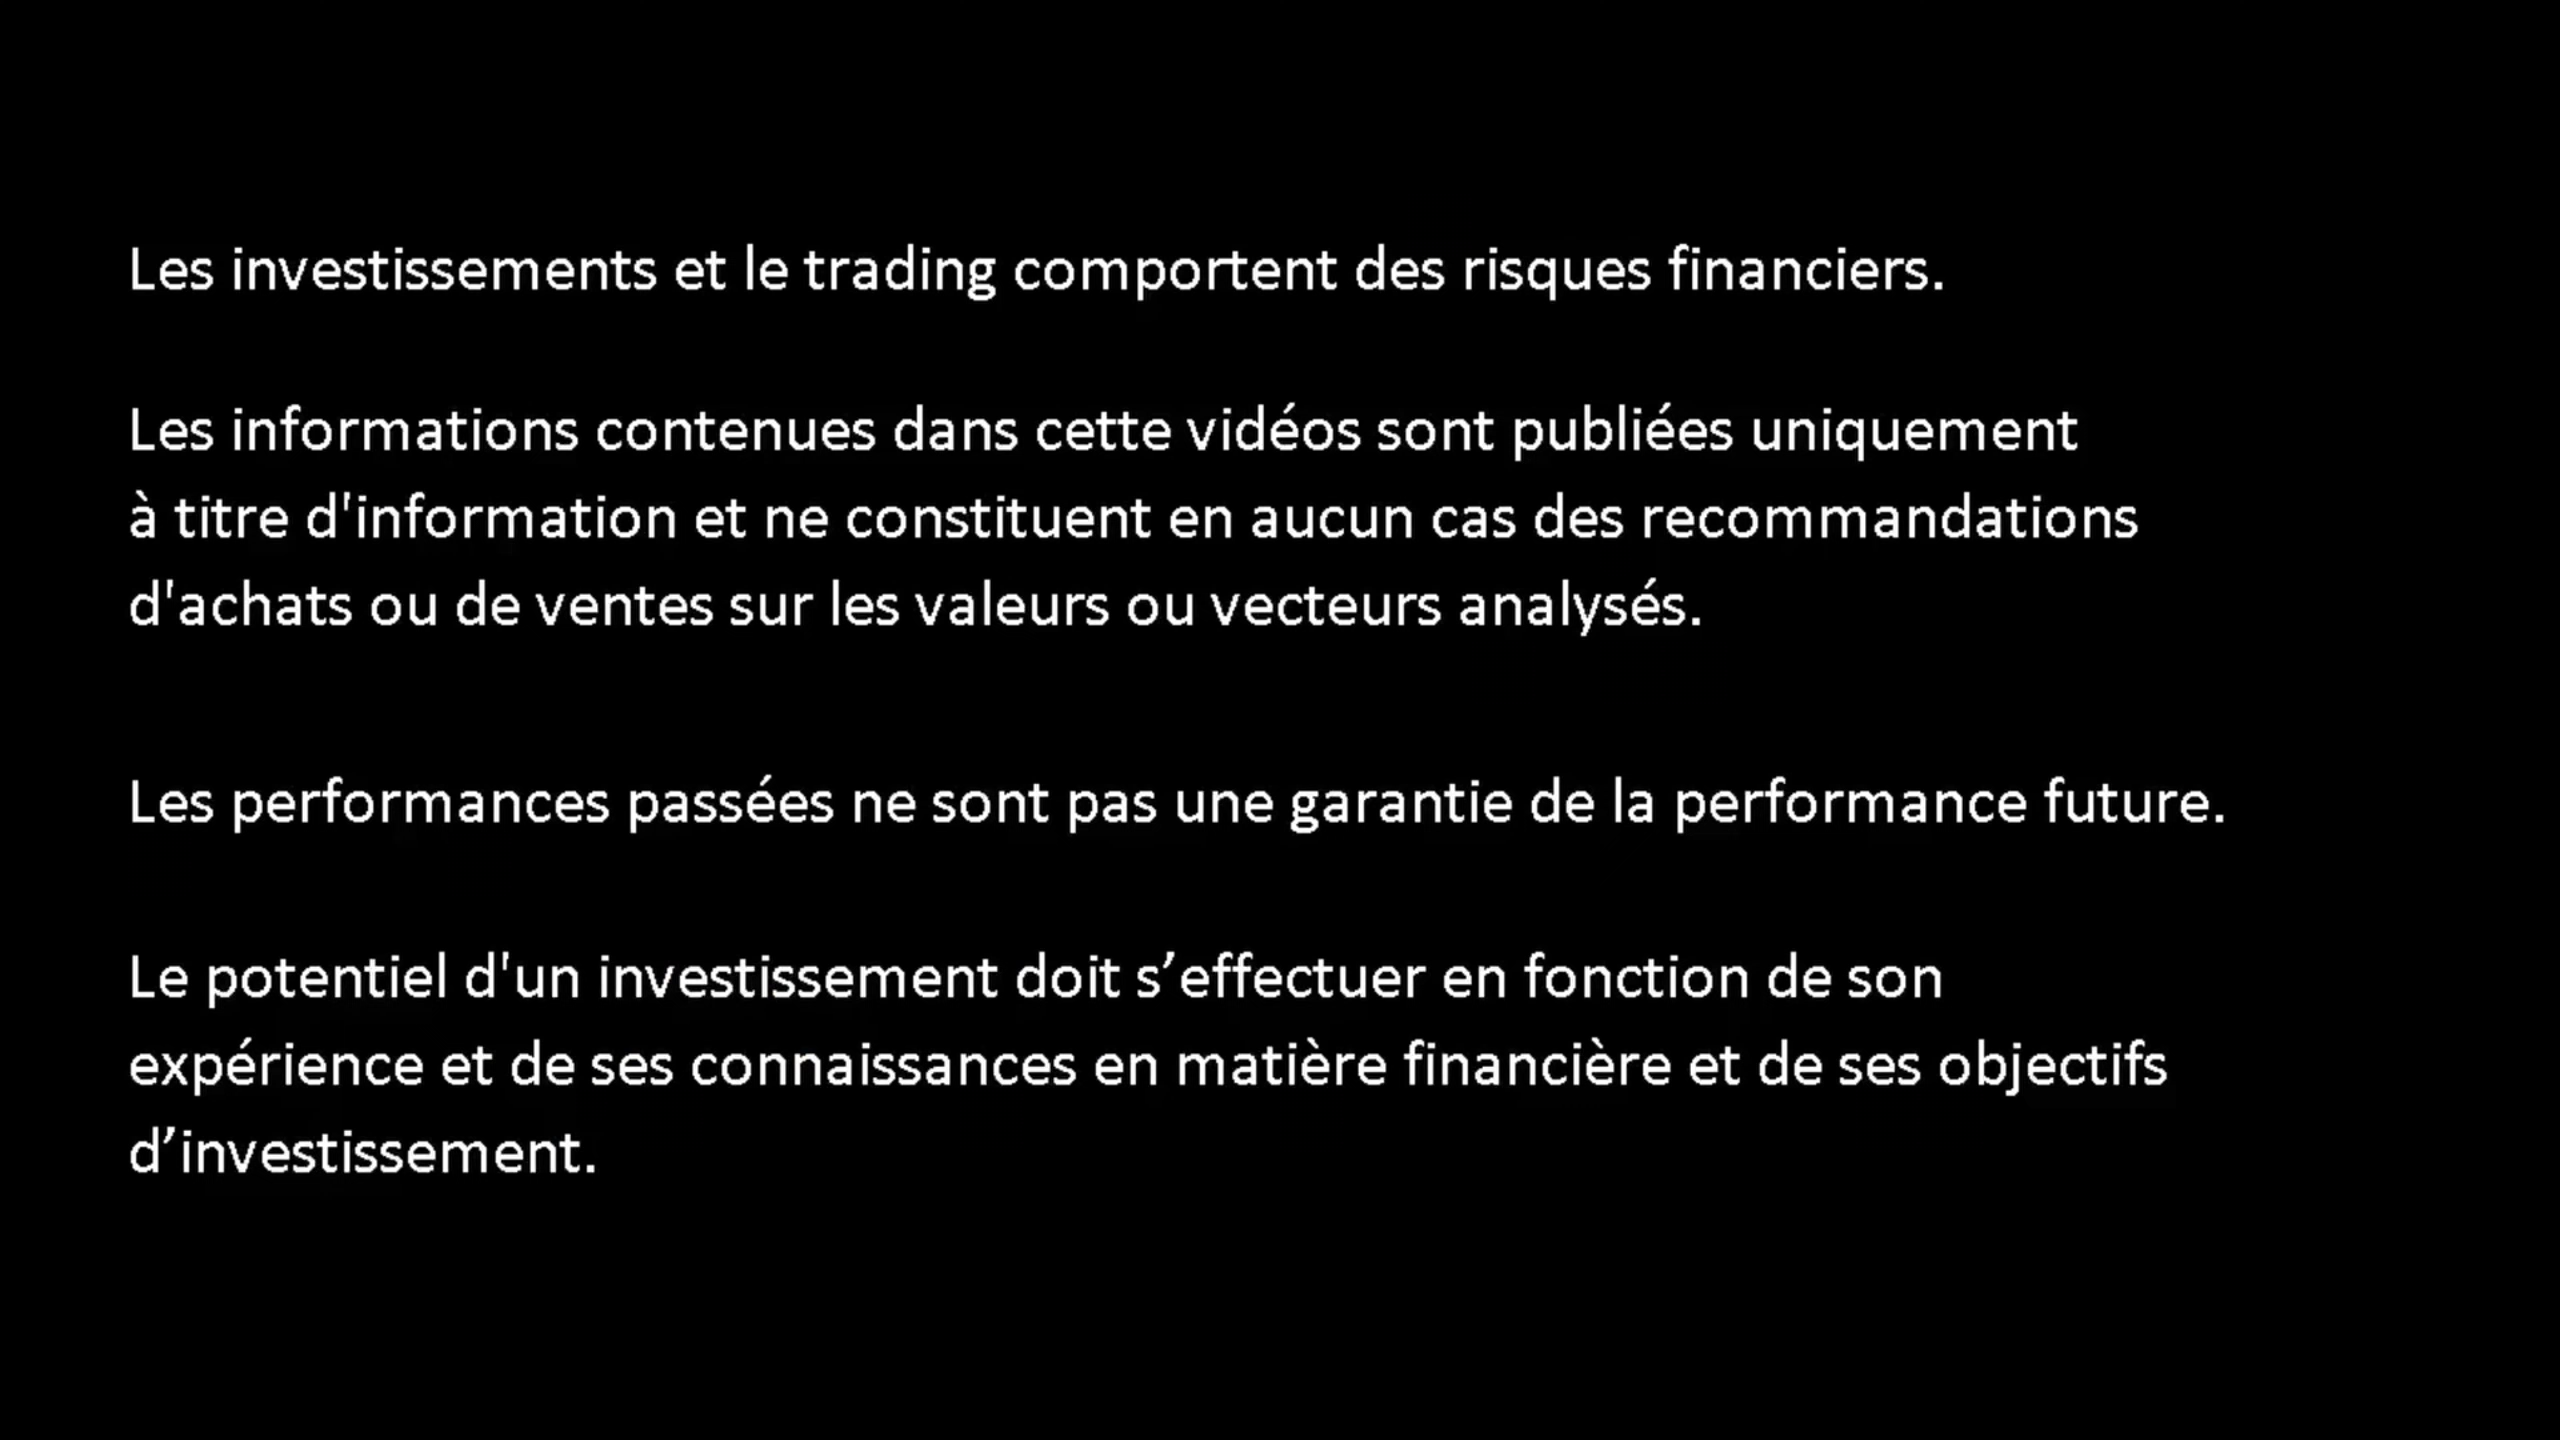 Les investissements et le trading comportent des risques financiers.
Les informations contenues dans cette vidéos sont publiées uniquement
à titre d'information et ne constituent en aucun cas des recommandations
d'achats ou de ventes sur les valeurs ou vecteurs analysés.
Les performances passées ne sont pas une garantie de la performance future.
Le potentiel d'un investissement doit s’effectuer en fonction de son
expérience et de ses connaissances en matière financière et de ses objectifs
d’investissement.